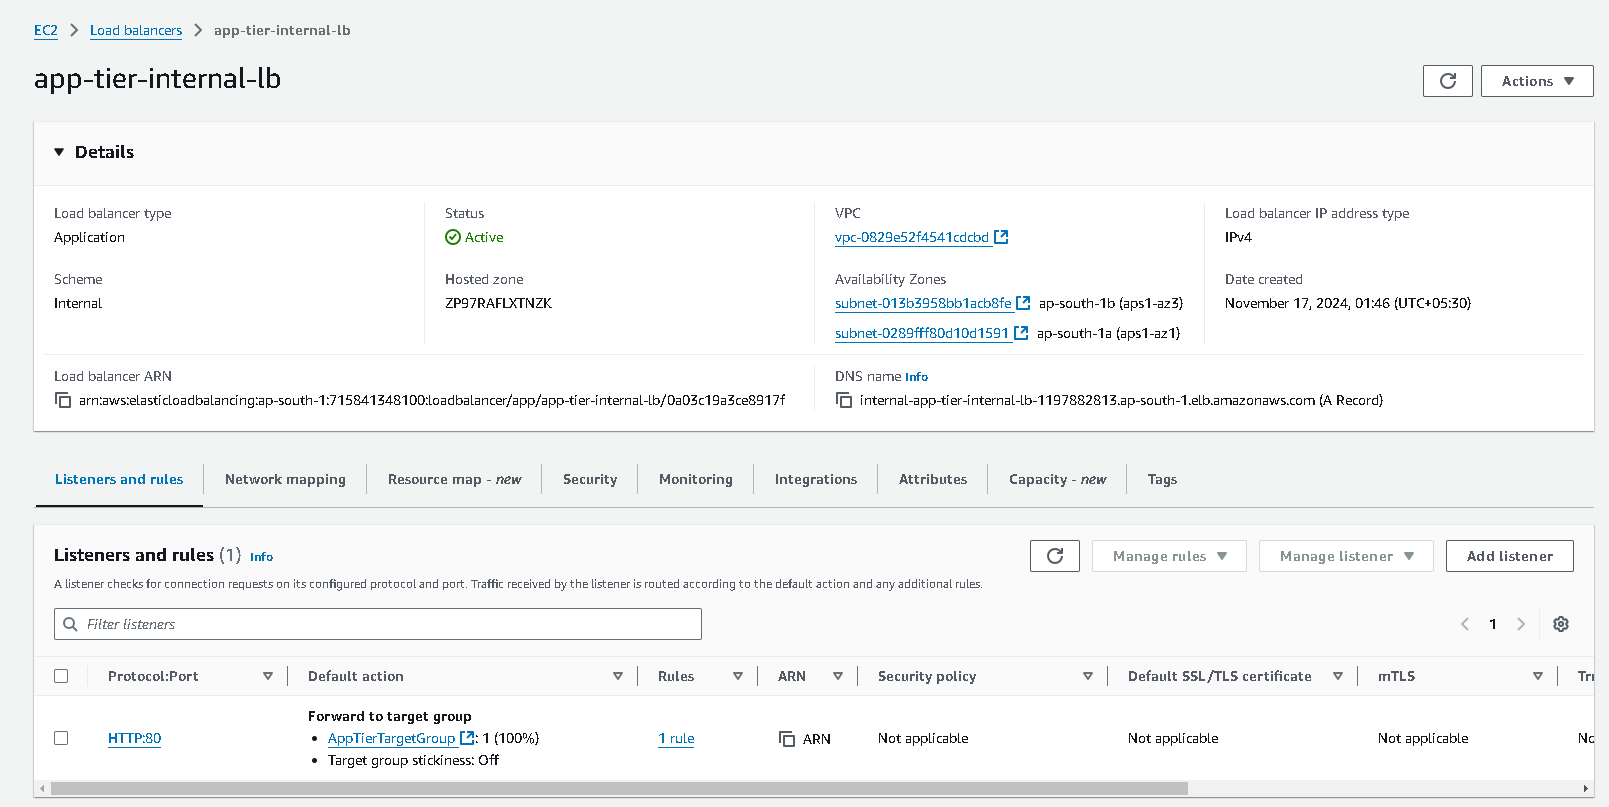 EC2 > Load balancers > app-tier-internal-lb
app-tier-internal-lb
Actions
Details
Load balancer type
Application
Status
Active
VPC
vpc-0829e52f4541cdcbd
Load balancer IP address type
IPv4
Scheme
Internal
Hosted zone
ZP97RAFLXTNZK
Availability Zones
subnet-013b3958bb1acb8fe ap-south-1b (aps1-az3)
subnet-0289fff80d10d1591 ap-south-1a (aps1-az1)
Date created
November 17, 2024, 01:46 (UTC+05:30)
Load balancer ARN
arn:aws:elasticloadbalancing:ap-south-1:715841348100:loadbalancer/app/app-tier-internal-lb/0a03c19a3ce8917f
DNS name Info
internal-app-tier-internal-lb-1197882813.ap-south-1.elb.amazonaws.com (A Record)
Listeners and rules Network mapping Resource map - new Security Monitoring Integrations Attributes Capacity - new Tags
Listeners and rules (1) Info
Manage rules Manage listener Add listener
A listener checks for connection requests on its configured protocol and port. Traffic received by the listener is routed according to the default action and any additional rules.
Filter listeners
1
Protocol:Port Default action Rules ARN Security policy Default SSL/TLS certificate mTLS
Forward to target group
HTTP:80 • AppTierTargetGroup : 1 (100%) 1 rule ARN Not applicable Not applicable Not applicable
• Target group stickiness: Off